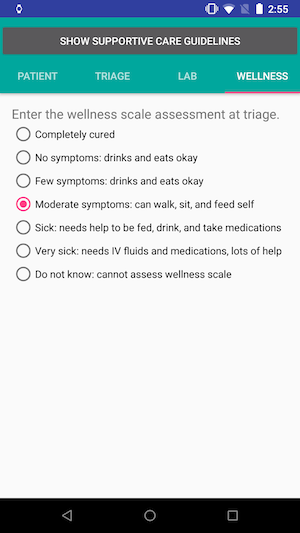 2:55
SHOW SUPPORTIVE CARE GUIDELINES
PATIENT TRIAGE LAB WELLNESS
Enter the wellness scale assessment at triage.
Completely cured
No symptoms: drinks and eats okay
Few symptoms: drinks and eats okay
Moderate symptoms: can walk, sit, and feed self
Sick: needs help to be fed, drink, and take medications
Very sick: needs IV fluids and medications, lots of help
Do not know: cannot assess wellness scale